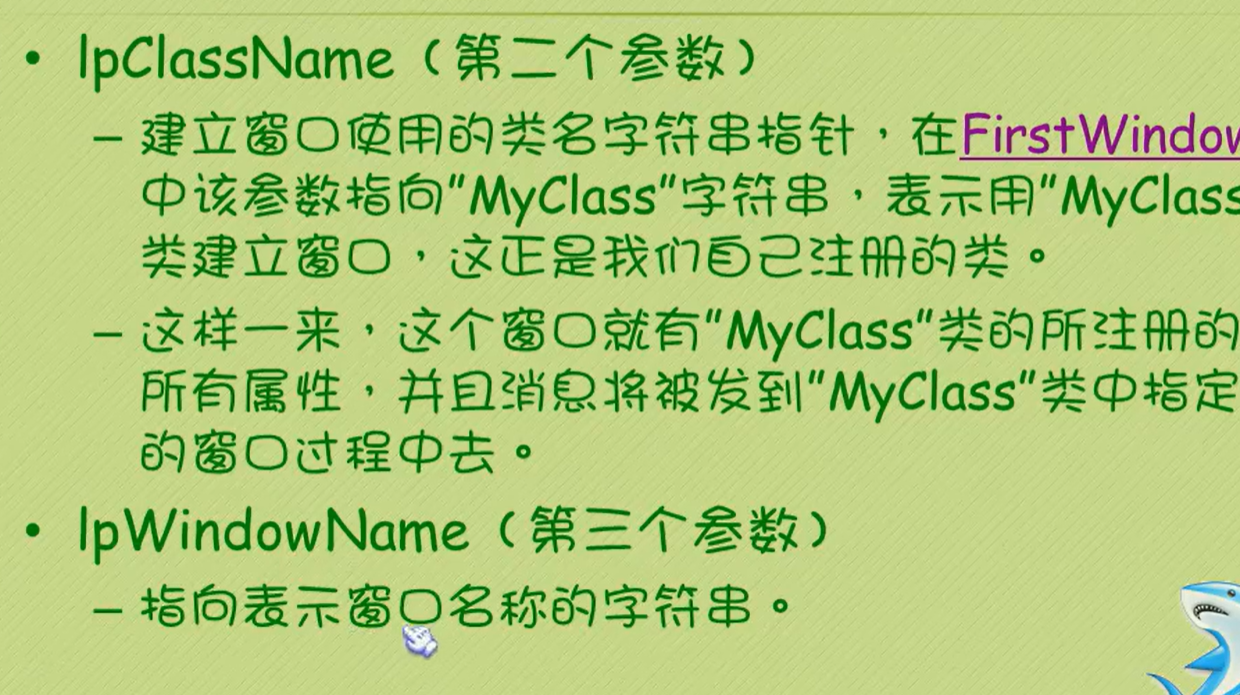 • lpClassName（第二个参数）
– 建立窗口使用的类名字符串指针，在FirstWindow
中该参数指向"MyClass"字符串，表示用"MyClass
类建立窗口，这正是我们自己注册的类。
– 这样一来，这个窗口就有"MyClass"类的所注册的
所有属性，并且消息将被发到"MyClass"类中指定
的窗口过程中去。
• lpWindowName（第三个参数）
– 指向表示窗口名称的字符串。